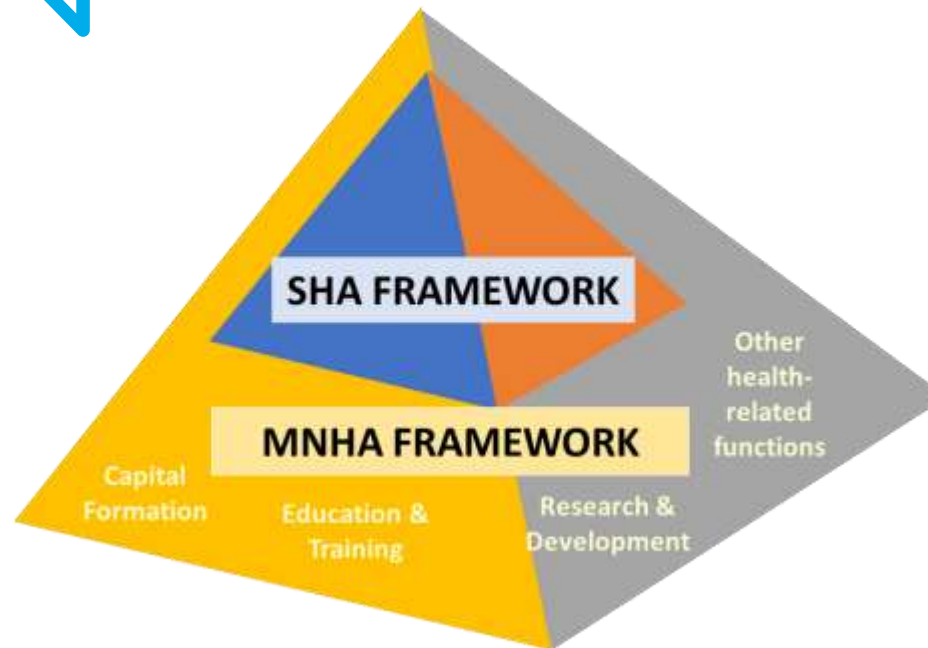 SHA FRAMEWORK
Other
health-
related
functions
MNHA FRAMEWORK
Capital
Formation
Education &
Training
Research &
Development